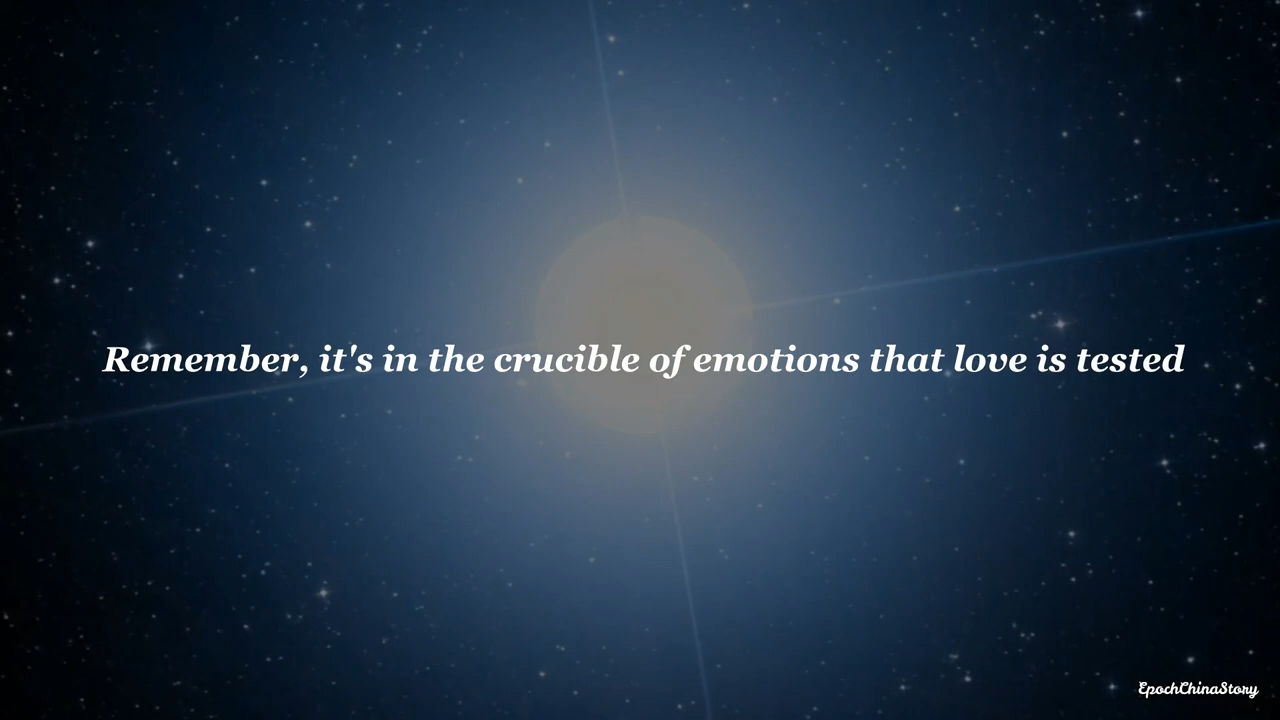 Remember, it's in the crucible of emotions that love is tested
EpochChinaStory